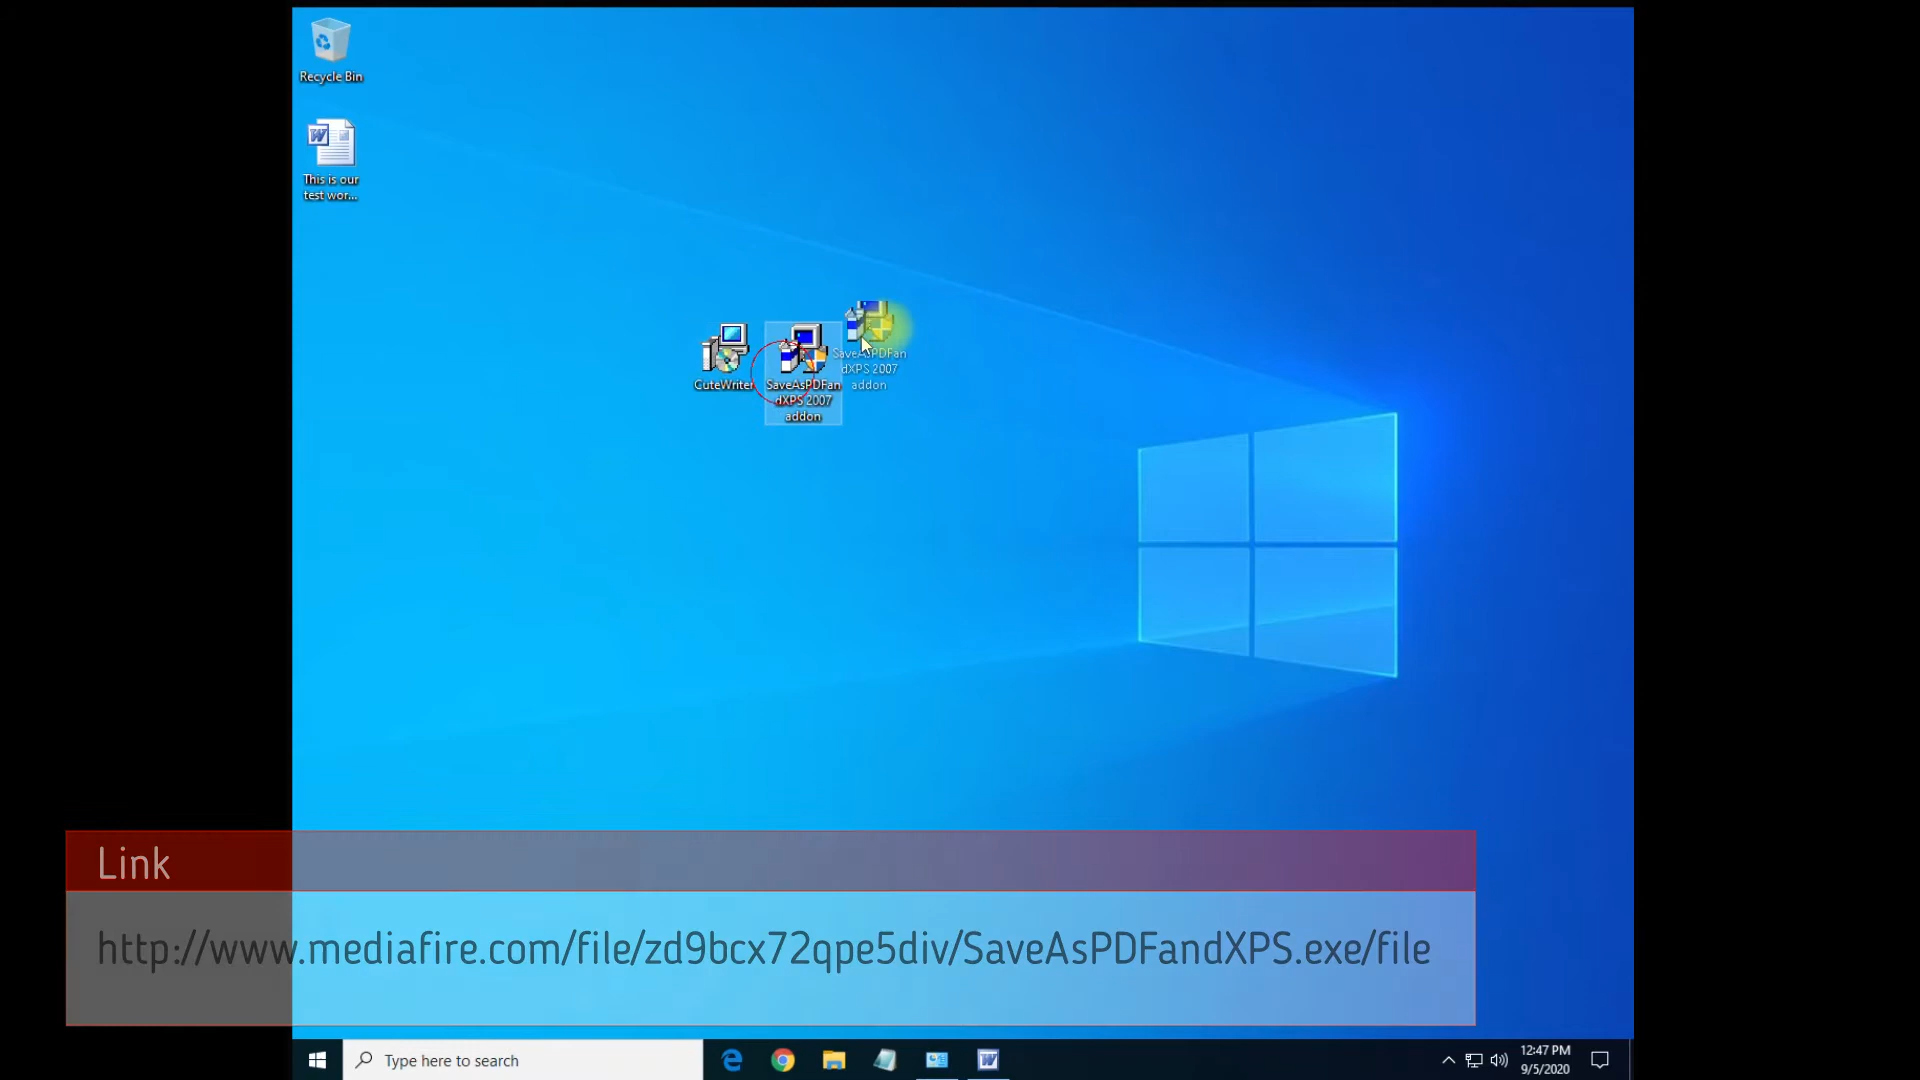 Recycle Bin
This is our
test wor...
CuteWriter
SaveAsPDFan
dXPS 2007
addon
SaveAsPDFan
dXPS 2007
addon
Link
http://www.mediafire.com/file/zd9bcx72qpe5div/SaveAsPDFandXPS.exe/file
Type here to search
12:47 PM
9/5/2020